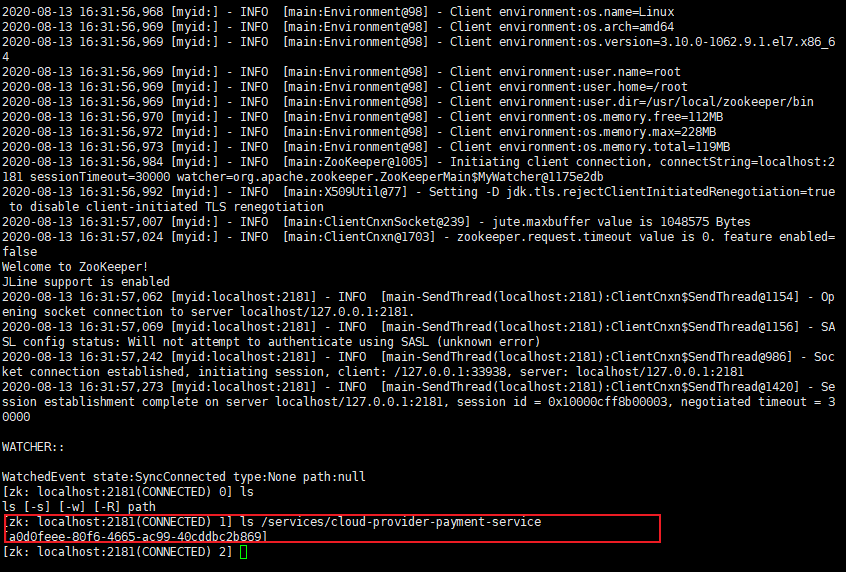 2020-08-13 16:31:56,968 [myid:] - INFO  [main:Environment@98] - Client environment:os.name=Linux
2020-08-13 16:31:56,969 [myid:] - INFO  [main:Environment@98] - Client environment:os.arch=amd64
2020-08-13 16:31:56,969 [myid:] - INFO  [main:Environment@98] - Client environment:os.version=3.10.0-1062.9.1.el7.x86_6
4
2020-08-13 16:31:56,969 [myid:] - INFO  [main:Environment@98] - Client environment:user.name=root
2020-08-13 16:31:56,969 [myid:] - INFO  [main:Environment@98] - Client environment:user.home=/root
2020-08-13 16:31:56,969 [myid:] - INFO  [main:Environment@98] - Client environment:user.dir=/usr/local/zookeeper/bin
2020-08-13 16:31:56,970 [myid:] - INFO  [main:Environment@98] - Client environment:os.memory.free=112MB
2020-08-13 16:31:56,972 [myid:] - INFO  [main:Environment@98] - Client environment:os.memory.max=228MB
2020-08-13 16:31:56,973 [myid:] - INFO  [main:Environment@98] - Client environment:os.memory.total=119MB
2020-08-13 16:31:56,984 [myid:] - INFO  [main:ZooKeeper@1005] - Initiating client connection, connectString=localhost:2
181 sessionTimeout=30000 watcher=org.apache.zookeeper.ZooKeeperMain$MyWatcher@1175e2db
2020-08-13 16:31:56,992 [myid:] - INFO  [main:X509Util@77] - Setting -D jdk.tls.rejectClientInitiatedRenegotiation=true
 to disable client-initiated TLS renegotiation
2020-08-13 16:31:57,007 [myid:] - INFO  [main:ClientCnxnSocket@239] - jute.maxbuffer value is 1048575 Bytes
2020-08-13 16:31:57,024 [myid:] - INFO  [main:ClientCnxn@1703] - zookeeper.request.timeout value is 0. feature enabled=
false
Welcome to ZooKeeper!
JLine support is enabled
2020-08-13 16:31:57,062 [myid:localhost:2181] - INFO  [main-SendThread(localhost:2181):ClientCnxn$SendThread@1154] - Op
ening socket connection to server localhost/127.0.0.1:2181.
2020-08-13 16:31:57,069 [myid:localhost:2181] - INFO  [main-SendThread(localhost:2181):ClientCnxn$SendThread@1156] - SA
SL config status: Will not attempt to authenticate using SASL (unknown error)
2020-08-13 16:31:57,242 [myid:localhost:2181] - INFO  [main-SendThread(localhost:2181):ClientCnxn$SendThread@986] - Soc
ket connection established, initiating session, client: /127.0.0.1:33938, server: localhost/127.0.0.1:2181
2020-08-13 16:31:57,273 [myid:localhost:2181] - INFO  [main-SendThread(localhost:2181):ClientCnxn$SendThread@1420] - Se
ssion establishment complete on server localhost/127.0.0.1:2181, session id = 0x10000cff8b00003, negotiated timeout = 3
0000
WATCHER::
WatchedEvent state:SyncConnected type:None path:null
[zk: localhost:2181(CONNECTED) 0] ls
ls [-s] [-w] [-R] path
[zk: localhost:2181(CONNECTED) 1] ls /services/cloud-provider-payment-service
[a0d0feee-80f6-4665-ac99-40cddbc2b869]
[zk: localhost:2181(CONNECTED) 2]